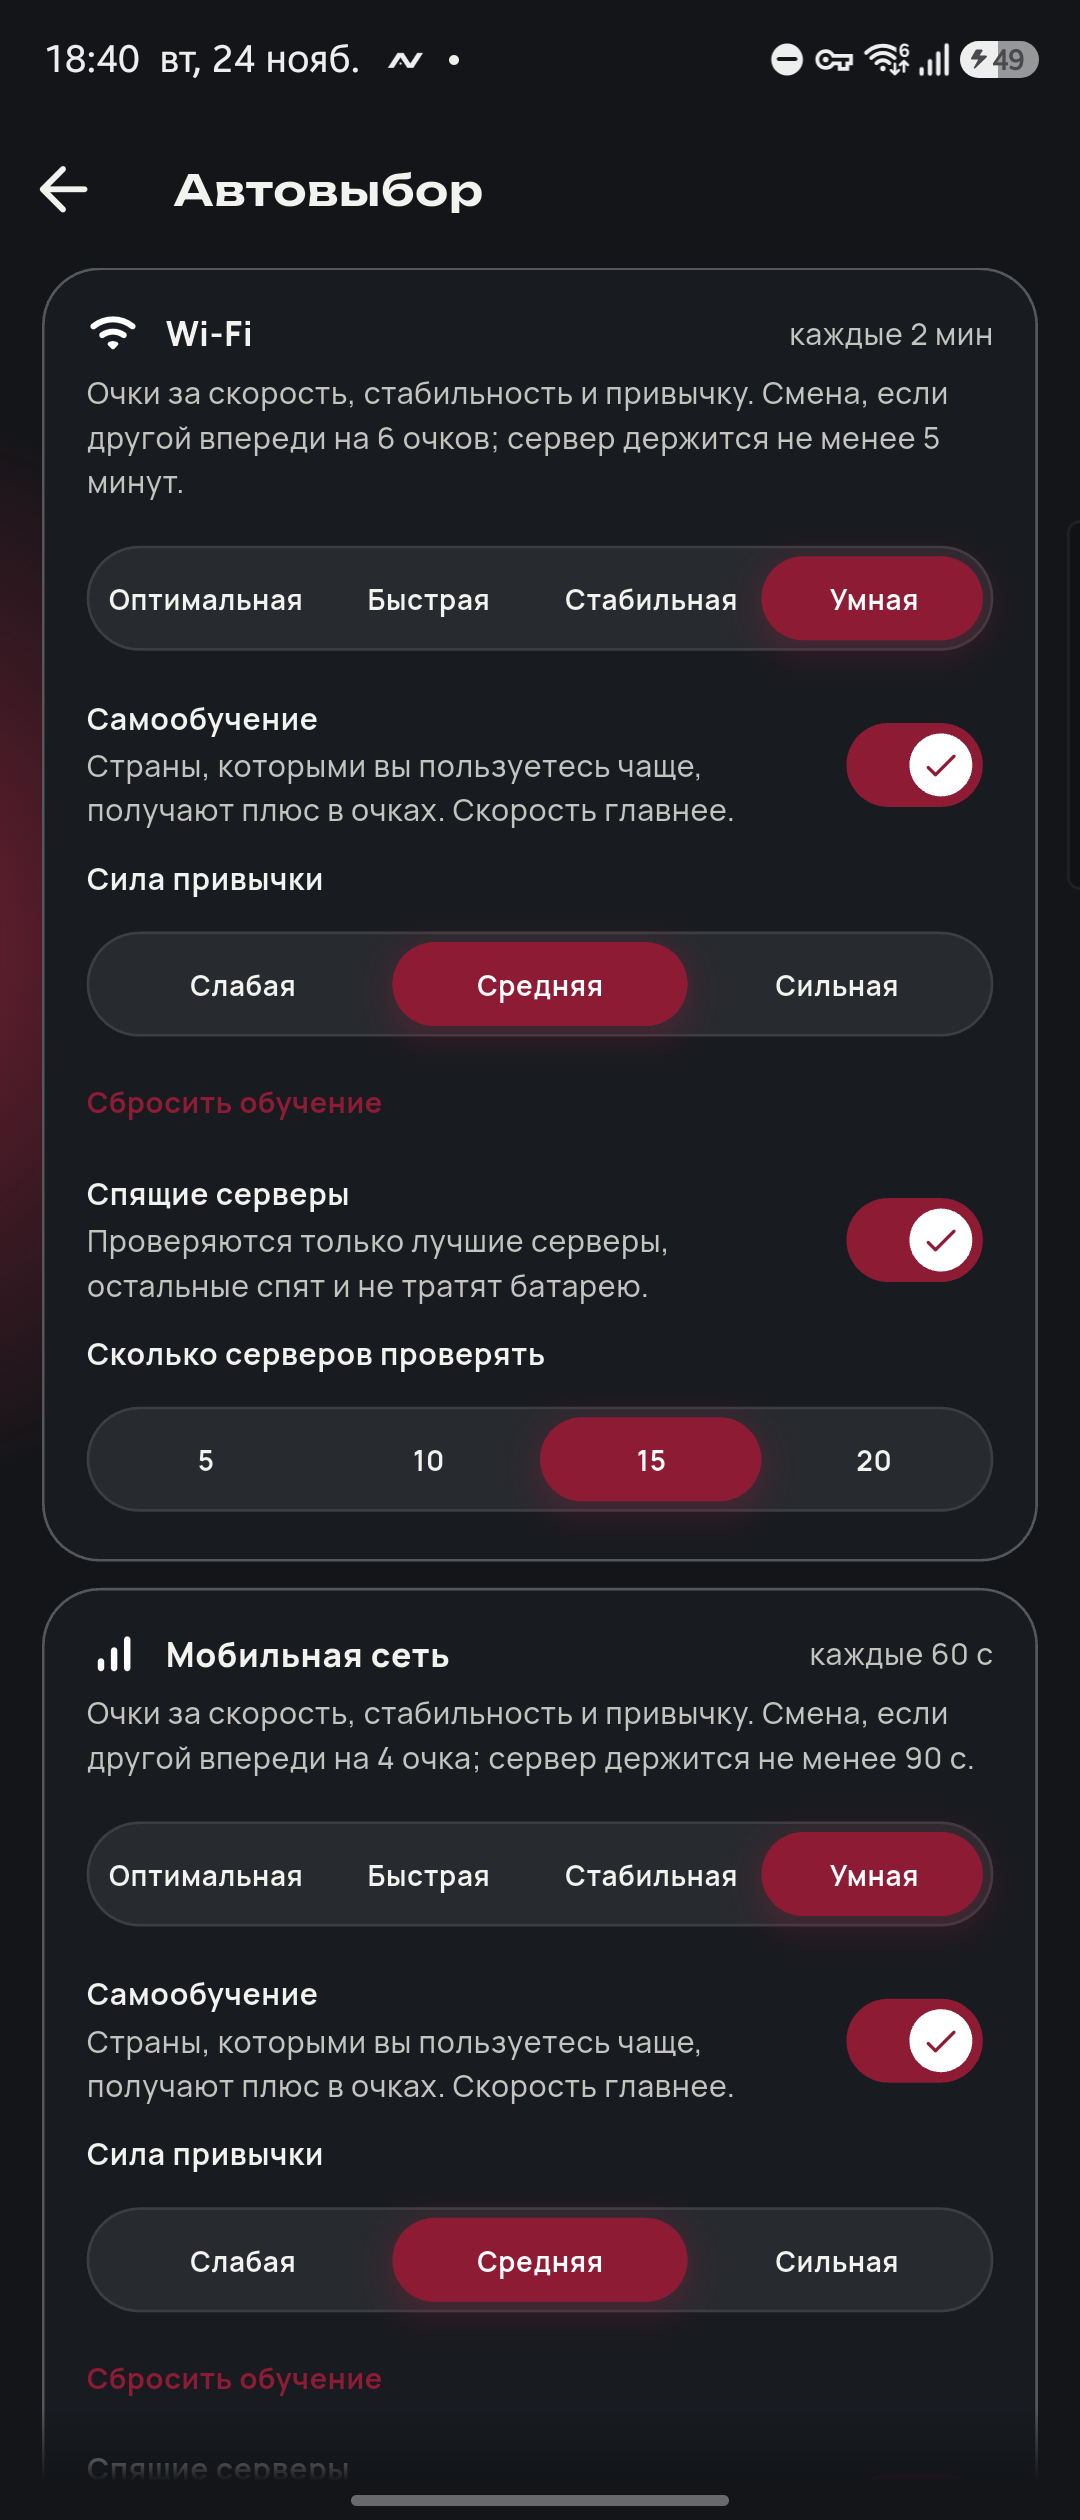 18:40 вт, 24 нояб.
6
49
Автовыбор
Wi-Fi
каждые 2 мин
Очки за скорость, стабильность и привычку. Смена, если
другой впереди на 6 очков; сервер держится не менее 5
минут.
Оптимальная Быстрая Стабильная Умная
Самообучение
Страны, которыми вы пользуетесь чаще,
получают плюс в очках. Скорость главнее.
Сила привычки
Слабая Средняя Сильная
Сбросить обучение
Спящие серверы
Проверяются только лучшие серверы,
остальные спят и не тратят батарею.
Сколько серверов проверять
5 10 15 20
Мобильная сеть
каждые 60 с
Очки за скорость, стабильность и привычку. Смена, если
другой впереди на 4 очка; сервер держится не менее 90 с.
Оптимальная Быстрая Стабильная Умная
Самообучение
Страны, которыми вы пользуетесь чаще,
получают плюс в очках. Скорость главнее.
Сила привычки
Слабая Средняя Сильная
Сбросить обучение
Спящие серверы